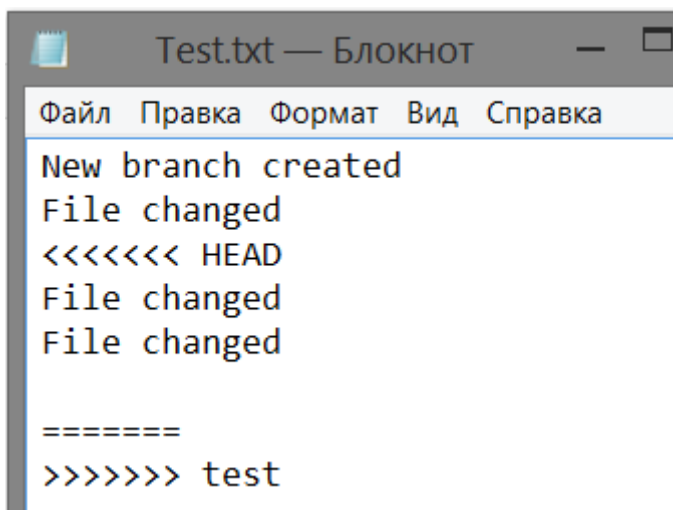 Test.txt — Блокнот
Файл Правка Формат Вид Справка
New branch created
File changed
<<<<<<< HEAD
File changed
File changed

=======
>>>>>>> test